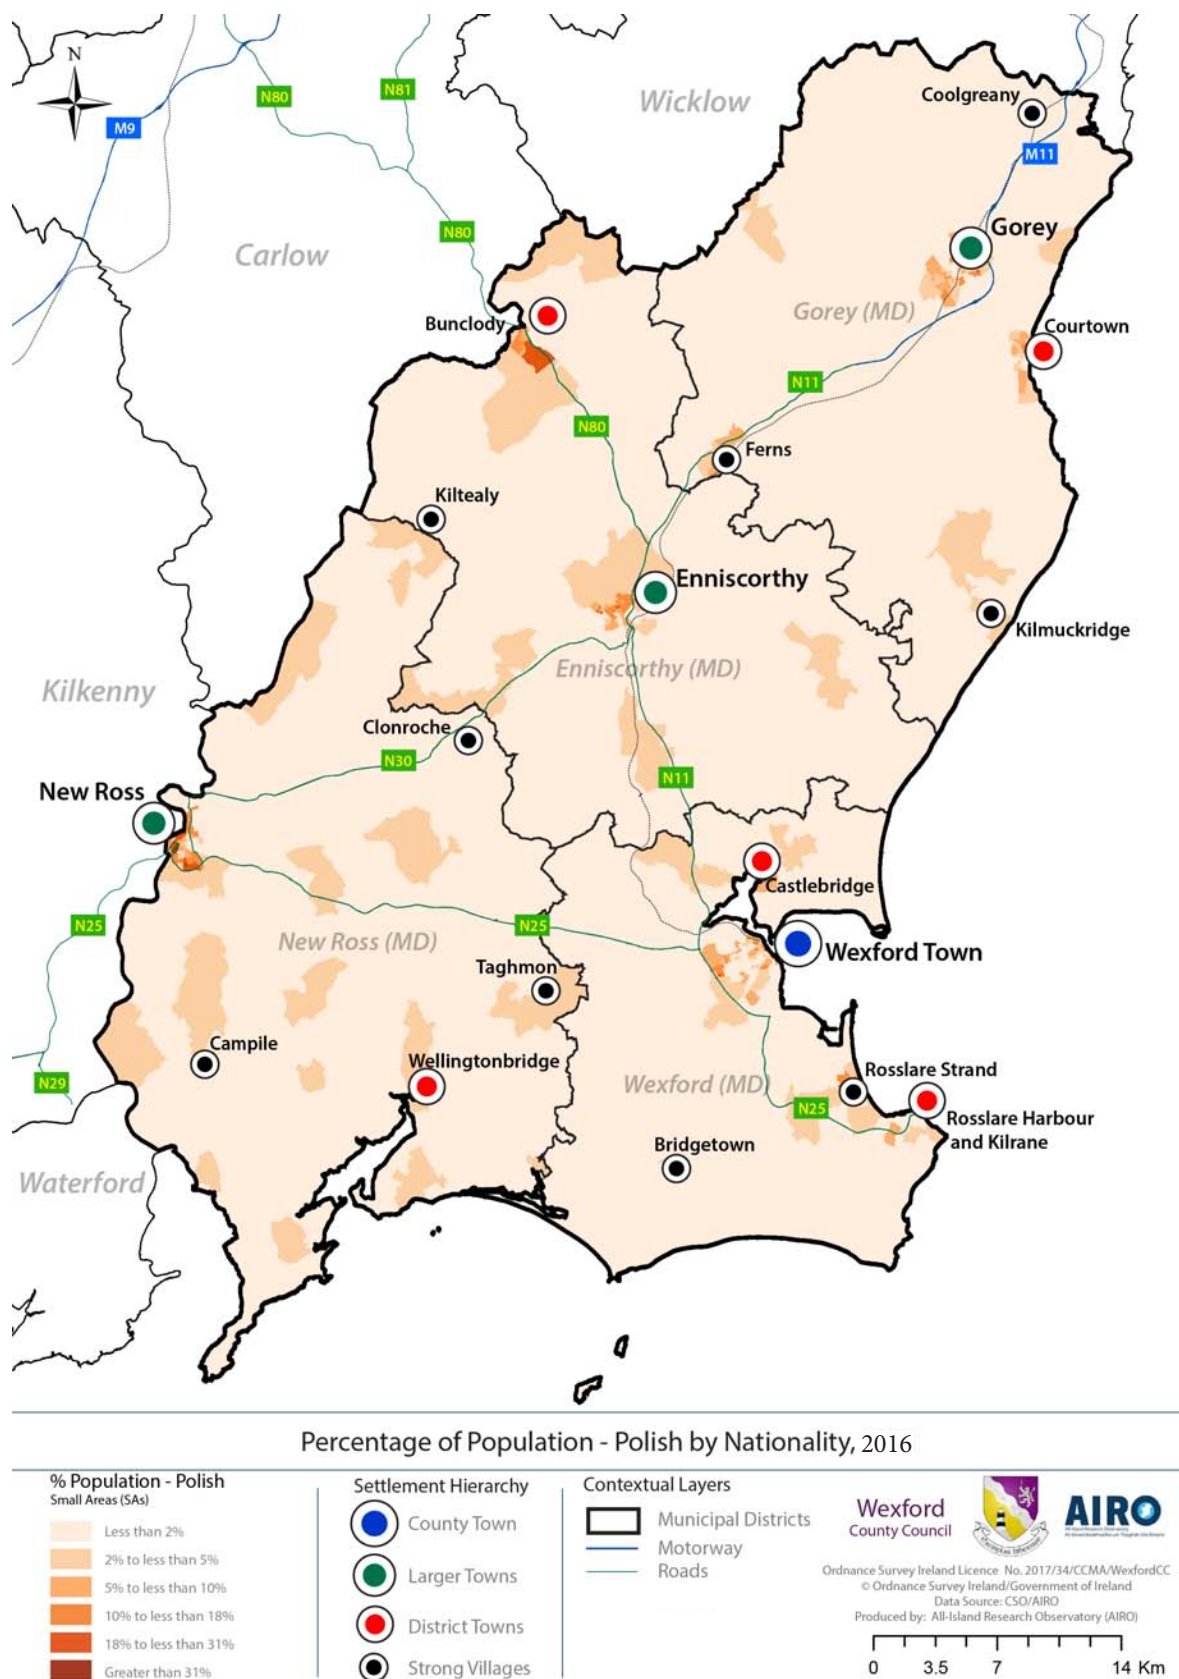 N
Wicklow
N80
N81
Coolgreany
M9
M11
N80
Gorey
Carlow
Gorey (MD)
Bunclody
Courtown
N11
N80
Ferns
Kiltealy
Enniscorthy
Kilmuckridge
Enniscorthy (MD)
Kilkenny
Clonroche
N30
N11
New Ross
Castlebridge
N25
N25
New Ross (MD)
Wexford Town
Taghmon
Campile
Wellingtonbridge
Rosslare Strand
N29
Wexford (MD)
N25
Rosslare Harbour
and Kilrane
Bridgetown
Waterford
Percentage of Population - Polish by Nationality, 2016
% Population - Polish
Small Areas (SAs)
Less than 2%
2% to less than 5%
5% to less than 10%
10% to less than 18%
18% to less than 31%
Greater than 31%
Settlement Hierarchy
County Town
Larger Towns
District Towns
Strong Villages
Contextual Layers
Municipal Districts
Motorway
Roads
Wexford
County Council
AIRO
Ordnance Survey Ireland Licence No. 2017/34/CCMA/WexfordCC
© Ordnance Survey Ireland/Government of Ireland
Data Source: CSO/AIRO
Produced by: All-Island Research Observatory (AIRO)
0 3.5 7 14 Km